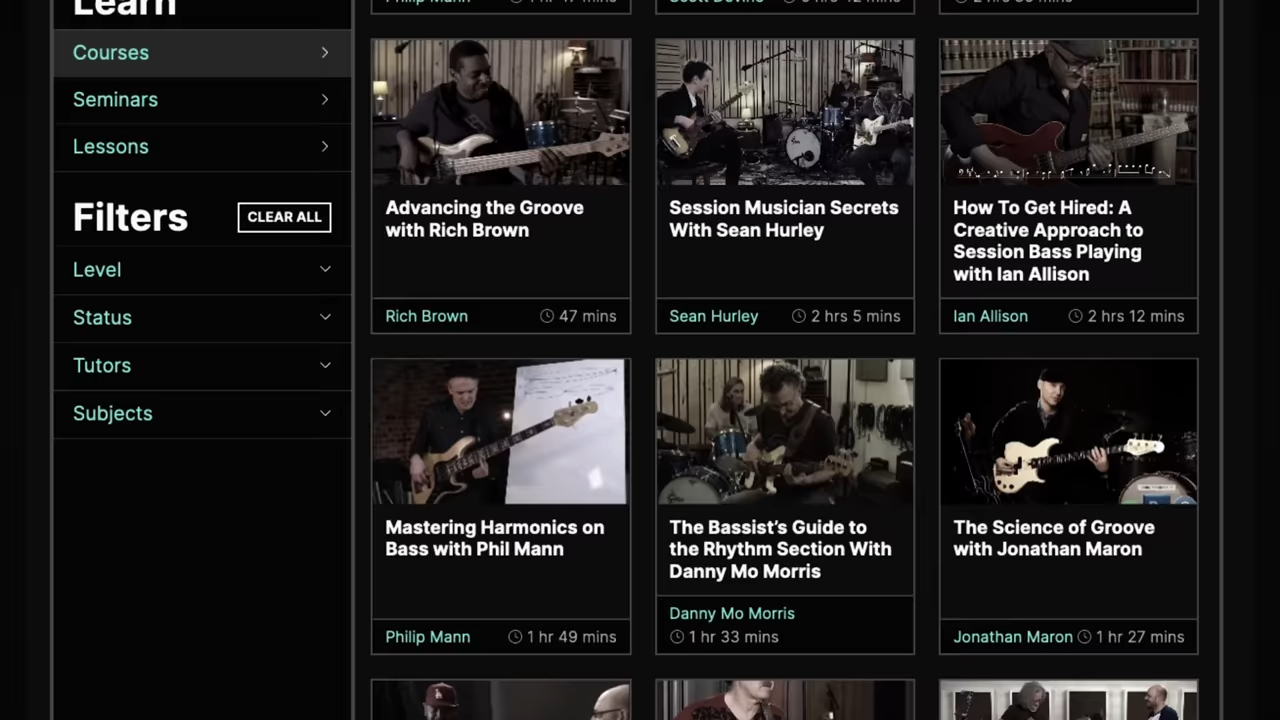 Learn
Courses
Seminars
Lessons
Filters
CLEAR ALL
Level
Status
Tutors
Subjects
Philip Mann
Scott Devine
Advancing the Groove
with Rich Brown
Rich Brown
47 mins
Session Musician Secrets
With Sean Hurley
Sean Hurley
2 hrs 5 mins
How To Get Hired: A
Creative Approach to
Session Bass Playing
with Ian Allison
Ian Allison
2 hrs 12 mins
Mastering Harmonics on
Bass with Phil Mann
Philip Mann
1 hr 49 mins
The Bassist's Guide to
the Rhythm Section With
Danny Mo Morris
Danny Mo Morris
1 hr 33 mins
The Science of Groove
with Jonathan Maron
Jonathan Maron
1 hr 27 mins